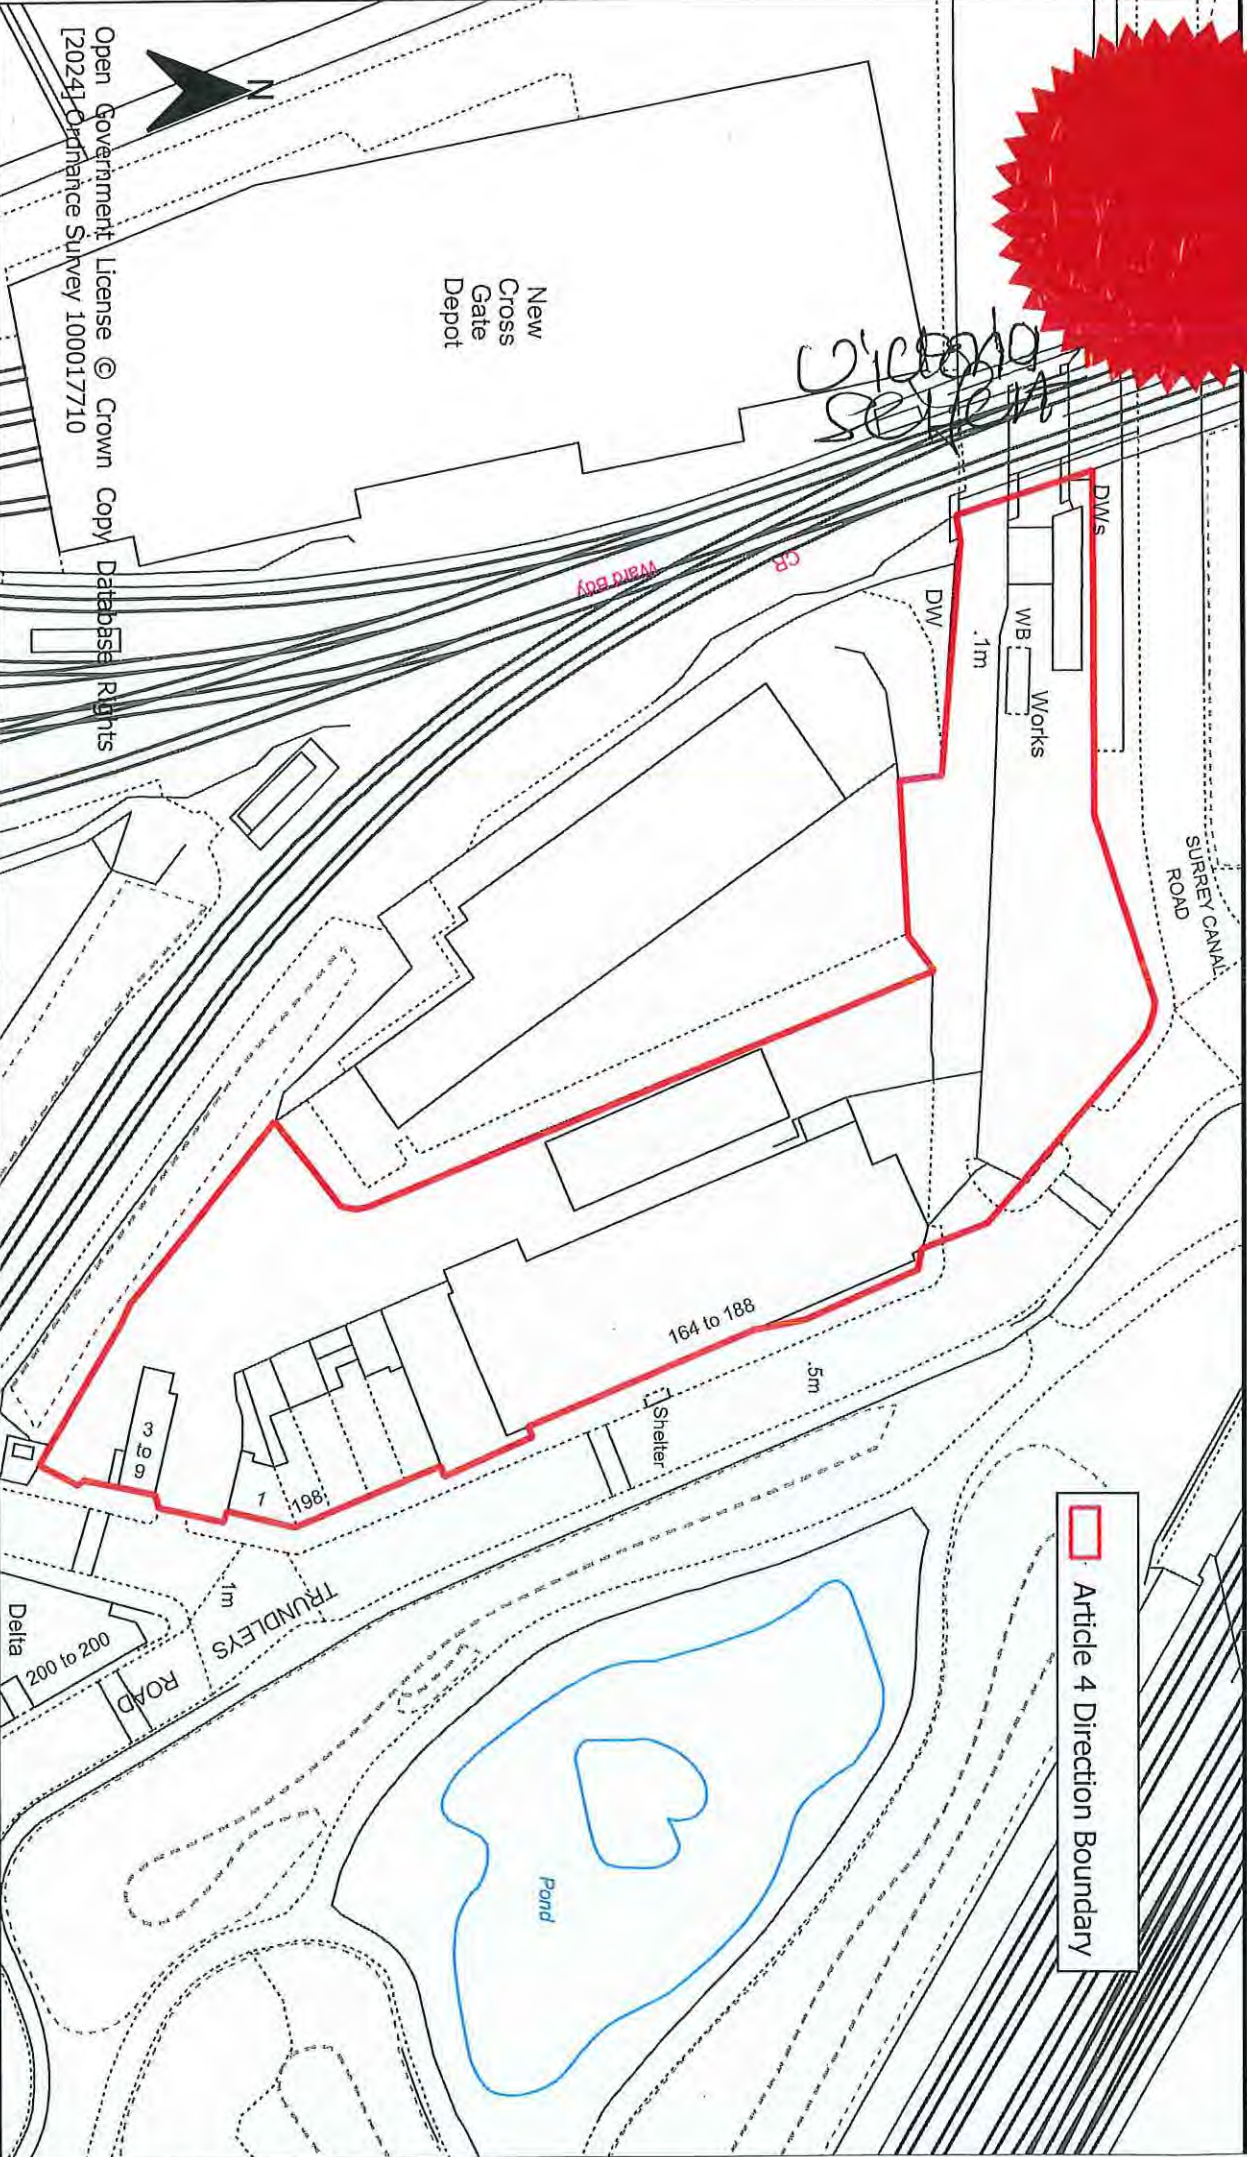 SURREY CANAL
ROAD
DWs
Works
WB
.1m
DW
CR
Ward Bdy
New
Cross
Gate
Depot
N
Article 4 Direction Boundary
164 to 188
.5m
Shelter
198
1
3
to
9
1m
TRUNDLEYS
ROAD
200 to 200
Delta
Pond
Open Government License © Crown Copy Database Rights
[2024] Ordnance Survey 100017710